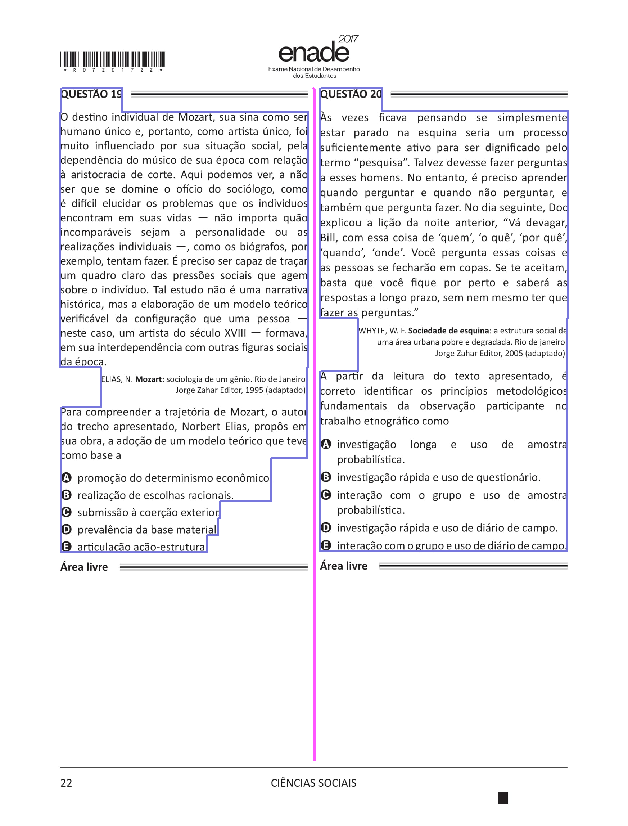 *R07201722*
2017
enade
Exame Nacional de Desempenho
dos Estudantes
QUESTÃO 19
O destino individual de Mozart, sua sina como ser
humano único e, portanto, como artista único, foi
muito influenciado por sua situação social, pela
dependência do músico de sua época com relação
à aristocracia de corte. Aqui podemos ver, a não
ser que se domine o ofício do sociólogo, como
é difícil elucidar os problemas que os indivíduos
encontram em suas vidas — não importa quão
incomparáveis sejam a personalidade ou as
realizações individuais —, como os biógrafos, por
exemplo, tentam fazer. É preciso ser capaz de traçar
um quadro claro das pressões sociais que agem
sobre o indivíduo. Tal estudo não é uma narrativa
histórica, mas a elaboração de um modelo teórico
verificável da configuração que uma pessoa —
neste caso, um artista do século XVIII — formava,
em sua interdependência com outras figuras sociais
da época.
ELIAS, N. Mozart: sociologia de um gênio. Rio de Janeiro:
Jorge Zahar Editor, 1995 (adaptado).
Para compreender a trajetória de Mozart, o autor
do trecho apresentado, Norbert Elias, propôs em
sua obra, a adoção de um modelo teórico que teve
como base a
A promoção do determinismo econômico.
B realização de escolhas racionais.
C submissão à coerção exterior.
D prevalência da base material.
E articulação ação-estrutura.
Área livre
QUESTÃO 20
Às vezes ficava pensando se simplesmente
estar parado na esquina seria um processo
suficientemente ativo para ser dignificado pelo
termo “pesquisa”. Talvez devesse fazer perguntas
a esses homens. No entanto, é preciso aprender
quando perguntar e quando não perguntar, e
também que pergunta fazer. No dia seguinte, Doc
explicou a lição da noite anterior, “Vá devagar,
Bill, com essa coisa de ‘quem’, ‘o quê’, ‘por quê’,
‘quando’, ‘onde’. Você pergunta essas coisas e
as pessoas se fecharão em copas. Se te aceitam,
basta que você fique por perto e saberá as
respostas a longo prazo, sem nem mesmo ter que
fazer as perguntas.”
WHYTE, W. F. Sociedade de esquina: a estrutura social de
uma área urbana pobre e degradada. Rio de janeiro:
Jorge Zahar Editor, 2005 (adaptado).
A partir da leitura do texto apresentado, é
correto identificar os princípios metodológicos
fundamentais da observação participante no
trabalho etnográfico como
A investigação longa e uso de amostra
probabilística.
B investigação rápida e uso de questionário.
C interação com o grupo e uso de amostra
probabilística.
D investigação rápida e uso de diário de campo.
E interação com o grupo e uso de diário de campo.
Área livre
22
CIÊNCIAS SOCIAIS